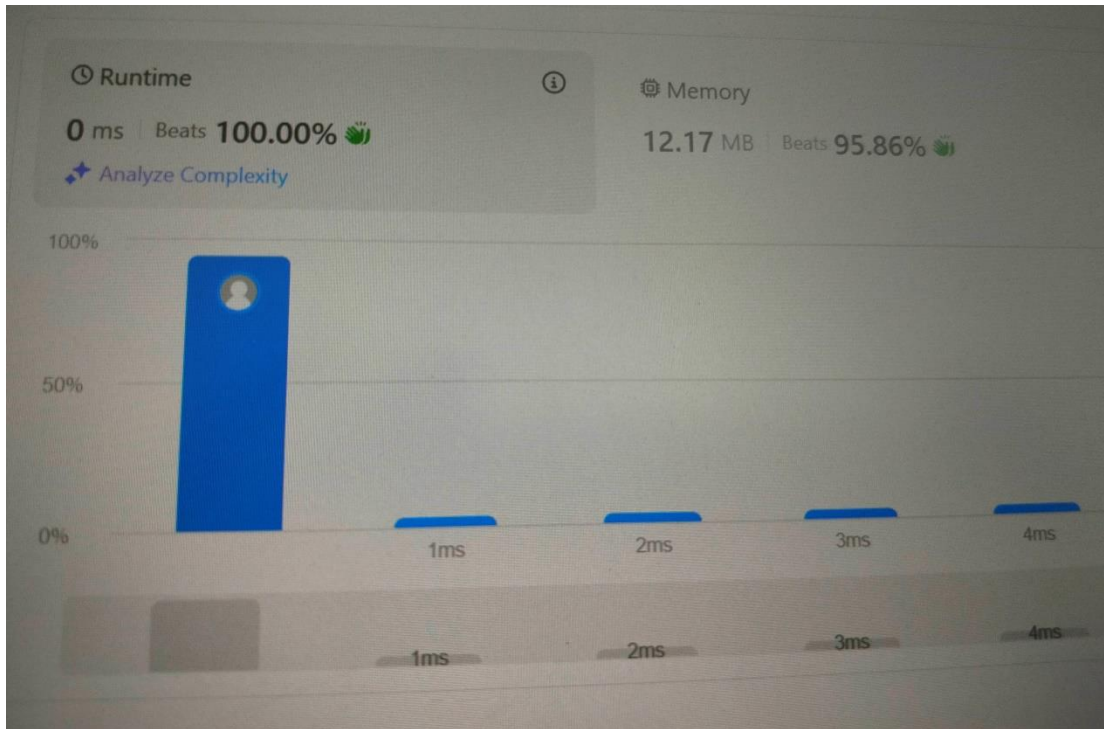 Runtime
0 ms | Beats 100.00%
Analyze Complexity
Memory
12.17 MB | Beats 95.86%
100%
50%
0%
1ms 2ms 3ms 4ms
1ms 2ms 3ms 4ms